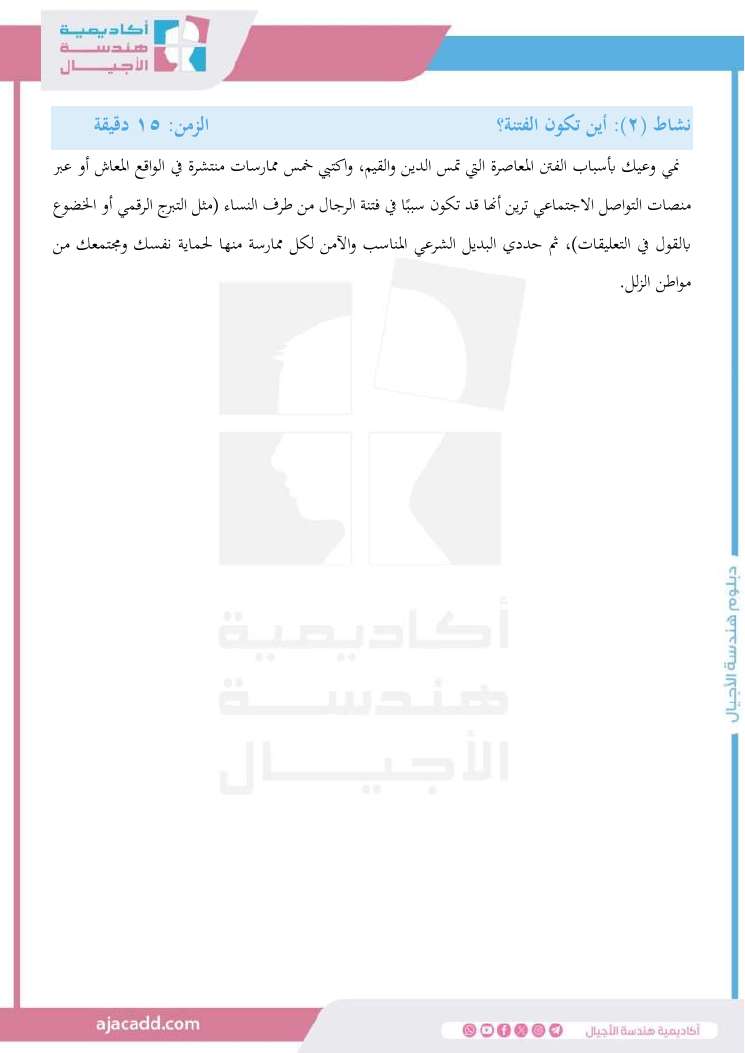 أكاديمية
هندسة
الأجيال
نشاط (٢): أين تكون الفتنة؟ الزمن: ١٥ دقيقة
نمي وعيك بأسباب الفتن المعاصرة التي تمس الدين والقيم، واكتبي خمس ممارسات منتشرة في الواقع المعاش أو عبر
منصات التواصل الاجتماعي ترين أنها قد تكون سببًا في فتنة الرجال من طرف النساء (مثل التبرج الرقمي أو الخضوع
بالقول في التعليقات)، ثم حددي البديل الشرعي المناسب والآمن لكل ممارسة منها لحماية نفسك ومجتمعك من
مواطن الزلل.
أكاديمية
هندسة
الأجيال
دبلوم هندسة الأجيال
أكاديمية هندسة الأجيال
ajacadd.com